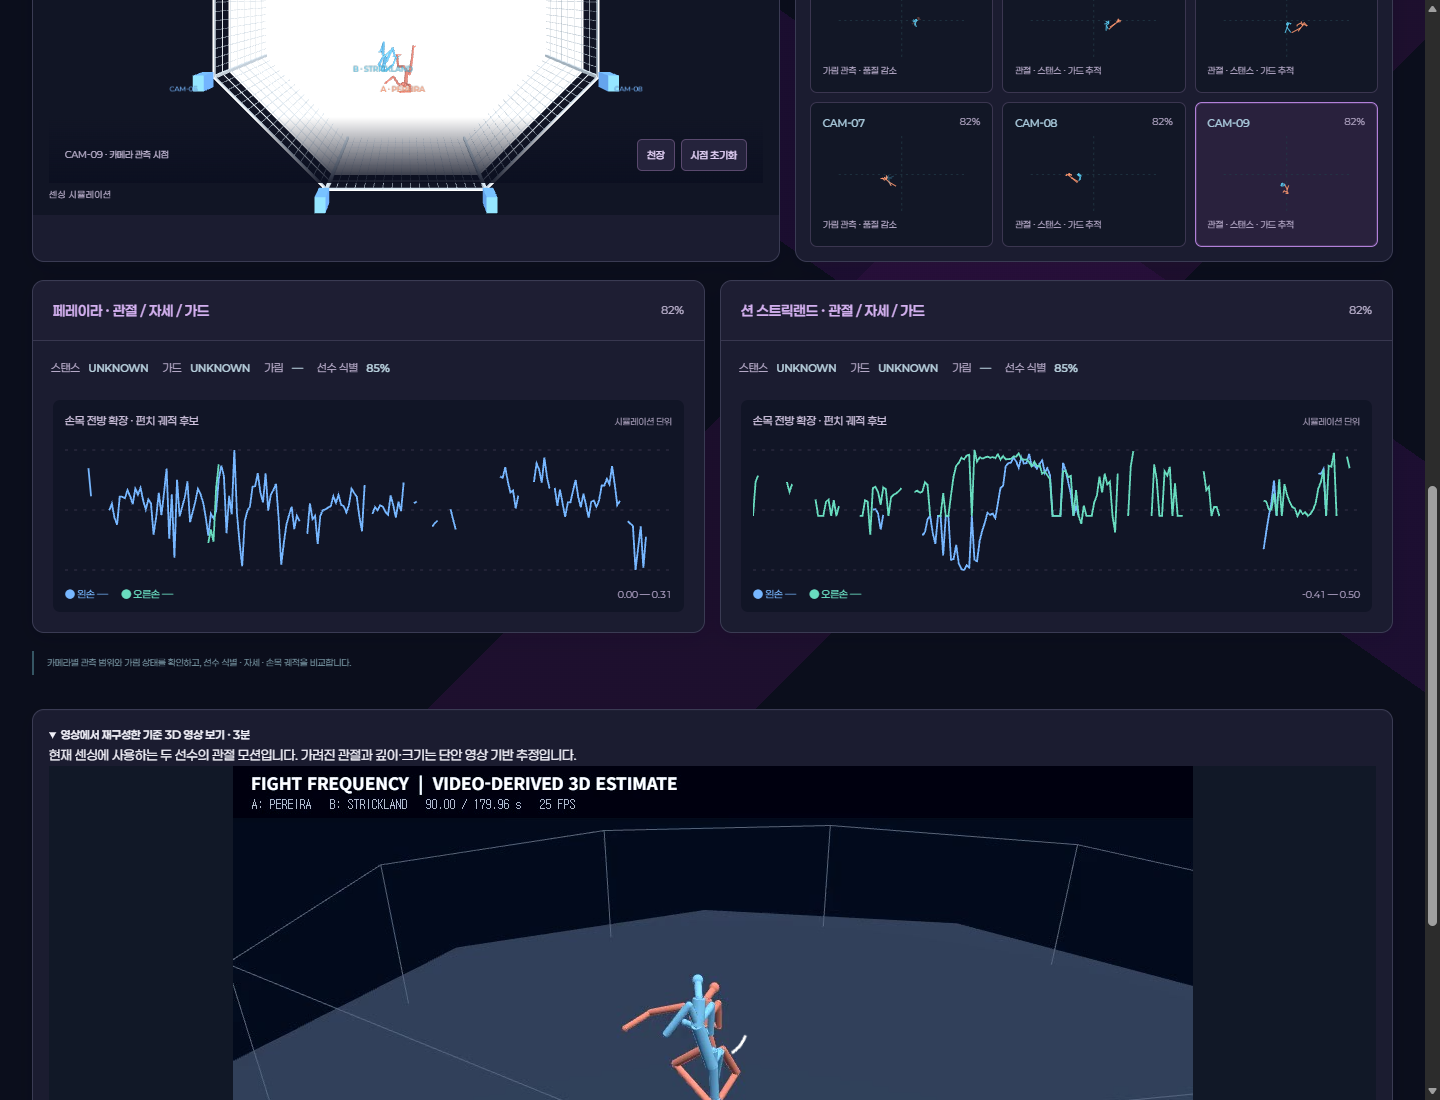 B · STRICKLAND
A · PEREIRA
CAM-08
CAM-09 · 카메라 관측 시점
천장
시점 초기화
센싱 시뮬레이션
가림 관측 · 품질 감소
관절 · 스탠스 · 가드 추적
관절 · 스탠스 · 가드 추적
CAM-07
82%
가림 관측 · 품질 감소
CAM-08
82%
관절 · 스탠스 · 가드 추적
CAM-09
82%
관절 · 스탠스 · 가드 추적
페레이라 · 관절 / 자세 / 가드
82%
스탠스 UNKNOWN 가드 UNKNOWN 가림 — 선수 식별 85%
손목 전방 확장 · 펀치 궤적 후보
시뮬레이션 단위
왼손 — 오른손 —
0.00 — 0.31
션 스트릭랜드 · 관절 / 자세 / 가드
82%
스탠스 UNKNOWN 가드 UNKNOWN 가림 — 선수 식별 85%
손목 전방 확장 · 펀치 궤적 후보
시뮬레이션 단위
왼손 — 오른손 —
-0.41 — 0.50
카메라별 관측 범위와 가림 상태를 확인하고, 선수 식별 · 자세 · 손목 궤적을 비교합니다.
▼ 영상에서 재구성한 기준 3D 영상 보기 · 3분
현재 센싱에 사용하는 두 선수의 관절 모션입니다. 가려진 관절과 깊이·크기는 단안 영상 기반 추정입니다.
FIGHT FREQUENCY | VIDEO-DERIVED 3D ESTIMATE
A: PEREIRA B: STRICKLAND 90.00 / 179.96 s 25 FPS